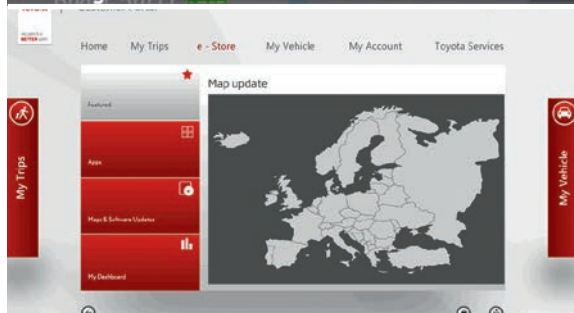 Home My Trips e - Store My Vehicle My Account Toyota Services
BETTER
Map update
Featured
Apps
Maps & Software Updates
My Dashboard
My Trips
My Vehicle